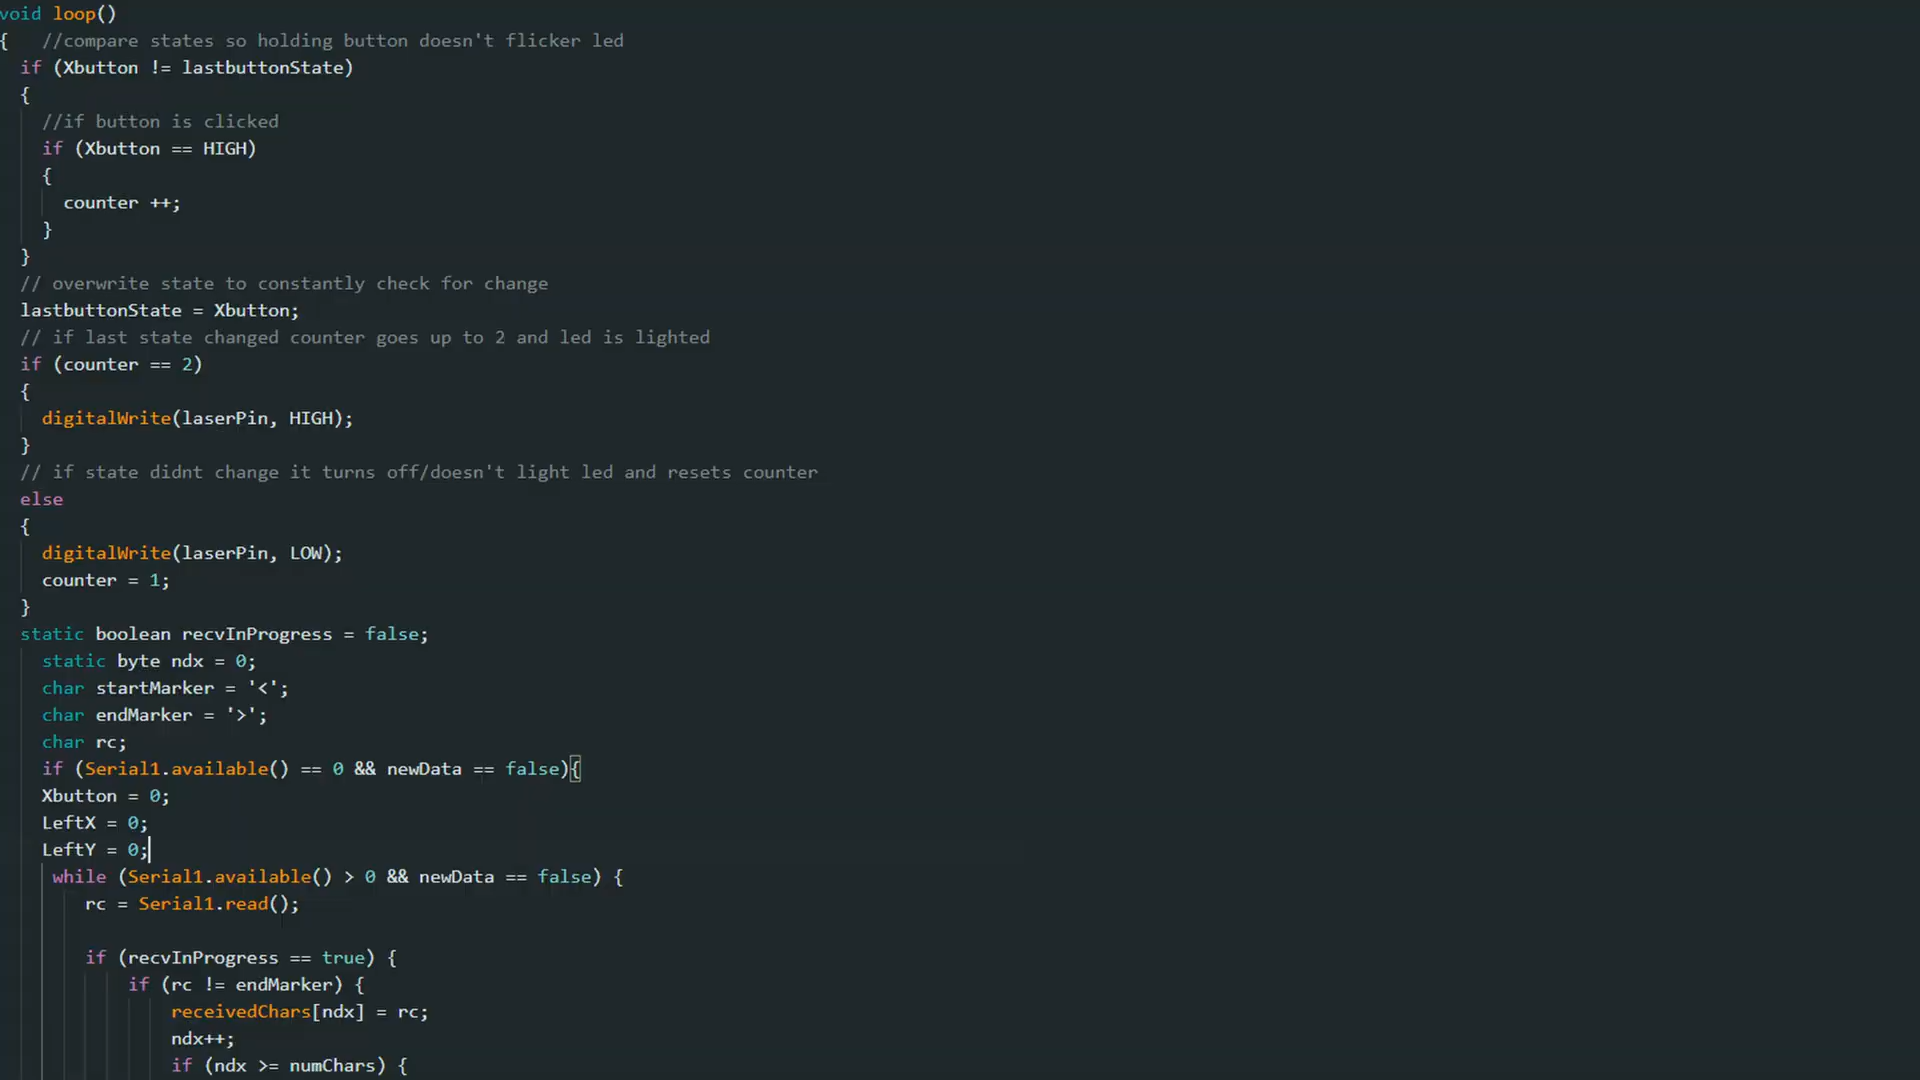 void loop()
{   //compare states so holding button doesn't flicker led
  if (Xbutton != lastbuttonState)
  {
    //if button is clicked
    if (Xbutton == HIGH)
    {
      counter ++;
    }
  }
  // overwrite state to constantly check for change
  lastbuttonState = Xbutton;
  // if last state changed counter goes up to 2 and led is lighted
  if (counter == 2)
  {
    digitalWrite(laserPin, HIGH);
  }
  // if state didnt change it turns off/doesn't light led and resets counter
  else
  {
    digitalWrite(laserPin, LOW);
    counter = 1;
  }
  static boolean recvInProgress = false;
    static byte ndx = 0;
    char startMarker = '<';
    char endMarker = '>';
    char rc;
    if (Serial1.available() == 0 && newData == false){
    Xbutton = 0;
    LeftX = 0;
    LeftY = 0;
     while (Serial1.available() > 0 && newData == false) {
        rc = Serial1.read();

        if (recvInProgress == true) {
            if (rc != endMarker) {
                receivedChars[ndx] = rc;
                ndx++;
                if (ndx >= numChars) {